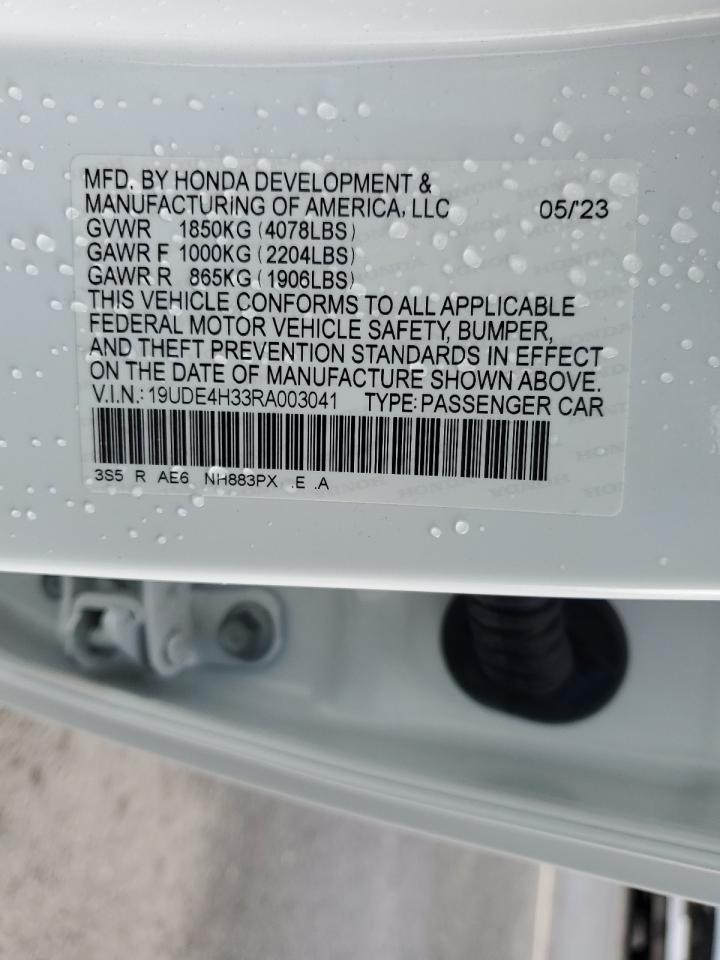 MFD. BY HONDA DEVELOPMENT &
MANUFACTURING OF AMERICA, LLC 05/'23
GVWR 1850KG (4078LBS)
GAWR F 1000KG (2204LBS)
GAWR R 865KG (1906LBS)
THIS VEHICLE CONFORMS TO ALL APPLICABLE
FEDERAL MOTOR VEHICLE SAFETY, BUMPER,
AND THEFT PREVENTION STANDARDS IN EFFECT
ON THE DATE OF MANUFACTURE SHOWN ABOVE.
V.I.N.: 19UDE4H33RA003041 TYPE: PASSENGER CAR
3S5 R AE6 NH883PX .E .A